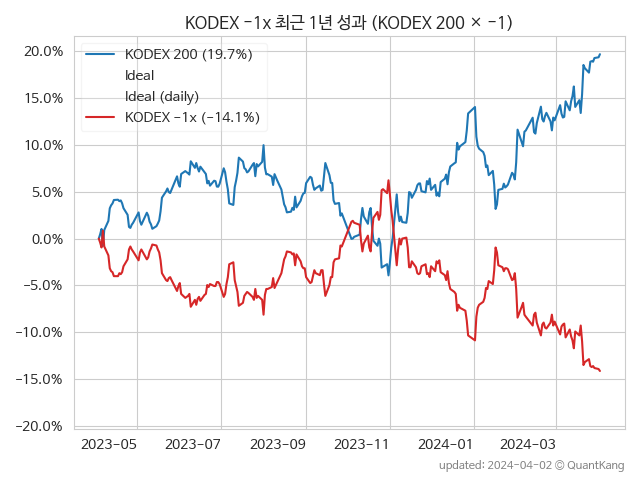 KODEX −1x 최근 1년 성과 (KODEX 200 × −1)
20.0%
15.0%
10.0%
5.0%
0.0%
−5.0%
−10.0%
−15.0%
−20.0%
KODEX 200 (19.7%)
Ideal
Ideal (daily)
KODEX −1x (−14.1%)
2023−05 2023−07 2023−09 2023−11 2024−01 2024−03
updated: 2024−04−02 © QuantKang